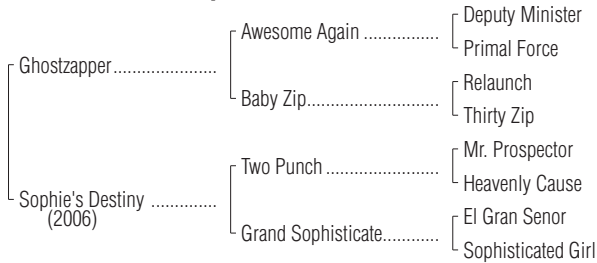 Deputy Minister
Awesome Again ................
Primal Force
Ghostzapper......................
Relaunch
Baby Zip............................
Thirty Zip
Mr. Prospector
Two Punch ........................
Heavenly Cause
Sophie's Destiny ..............
(2006)
El Gran Senor
Grand Sophisticate............
Sophisticated Girl